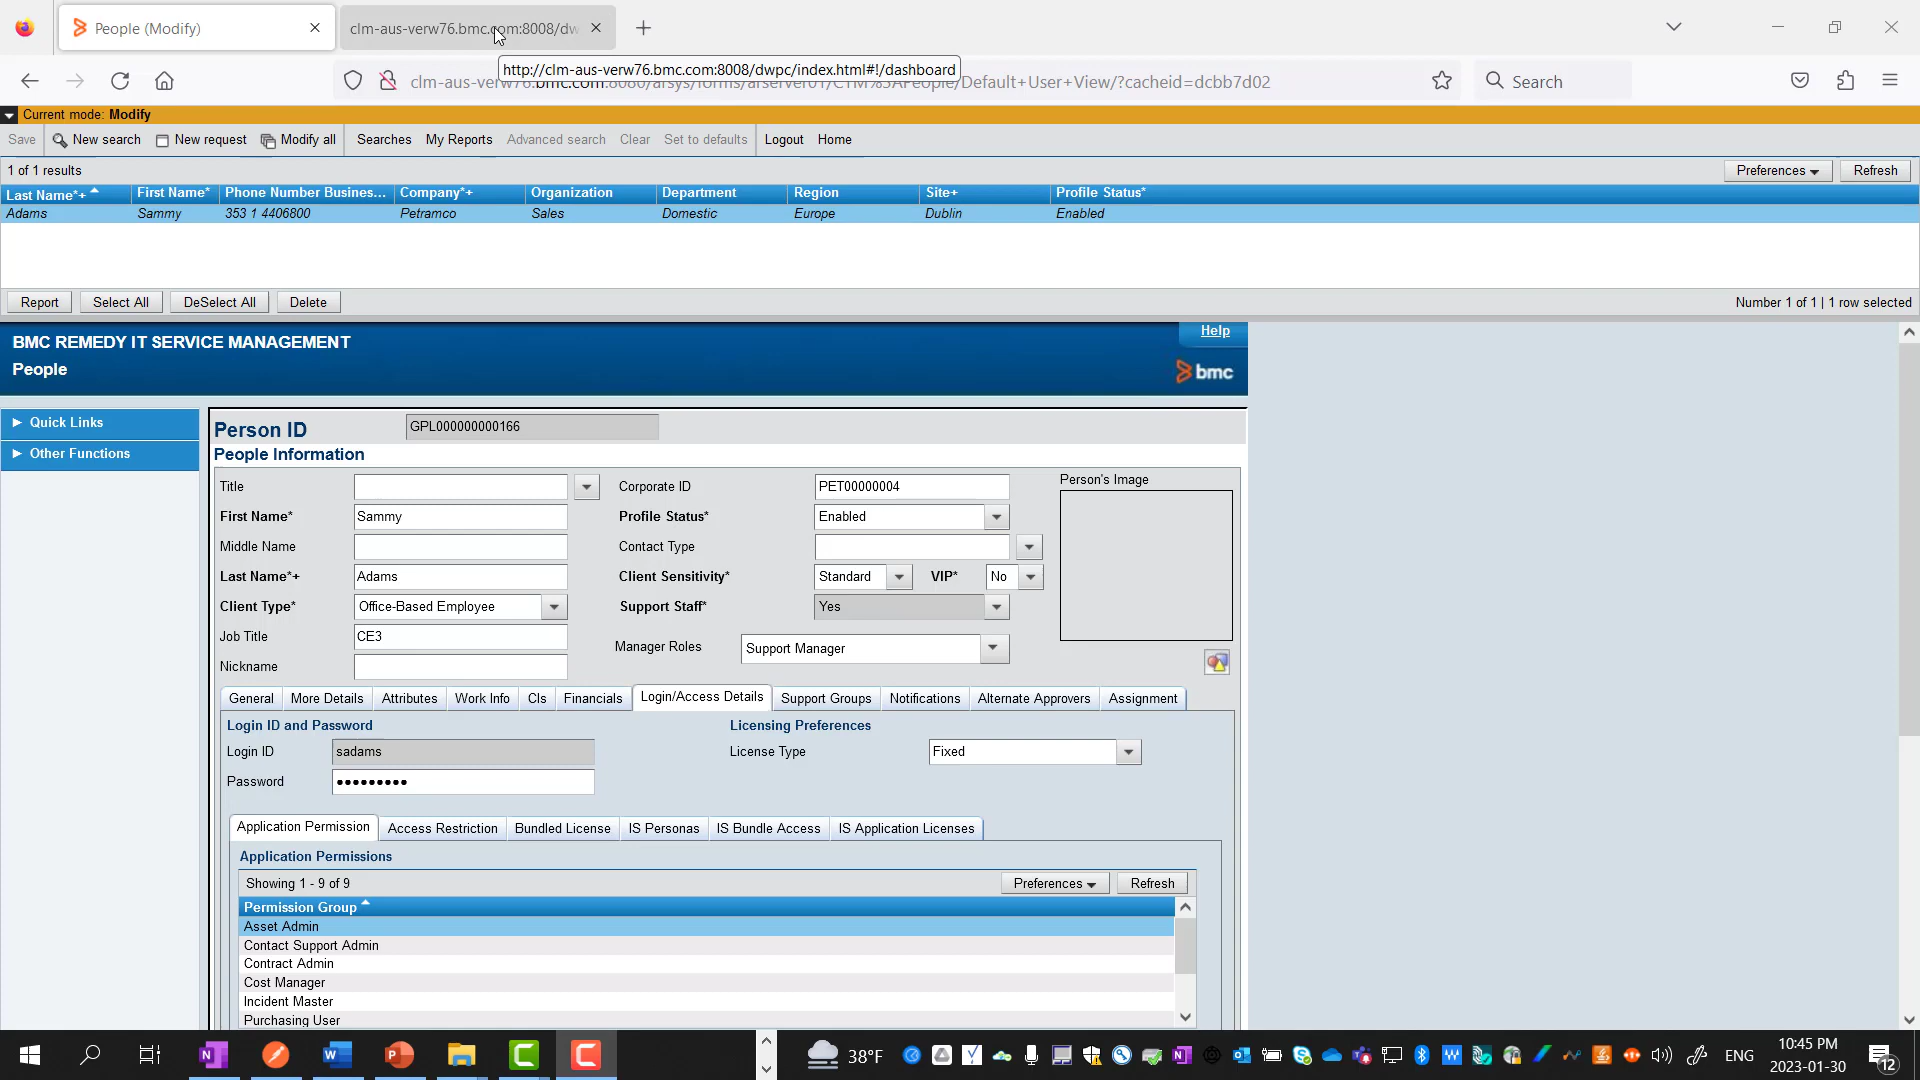 People (Modify)
clm-aus-verw76.bmc.com:8008/dw
http://clm-aus-verw76.bmc.com:8008/dwpc/index.html#!/dashboard
Search
Current mode: Modify
Save New search New request Modify all Searches My Reports Advanced search Clear Set to defaults Logout Home
1 of 1 results
Preferences Refresh
Last Name*+ First Name* Phone Number Busines... Company*+ Organization Department Region Site+ Profile Status*
Adams Sammy 353 1 4406800 Petramco Sales Domestic Europe Dublin Enabled
Report Select All DeSelect All Delete
Number 1 of 1 | 1 row selected
BMC REMEDY IT SERVICE MANAGEMENT
Help
People
bmc
Quick Links
Other Functions
Person ID GPL000000000166
People Information
Title Corporate ID PET00000004 Person's Image
First Name* Sammy Profile Status* Enabled
Middle Name Contact Type
Last Name*+ Adams Client Sensitivity* Standard VIP* No
Client Type* Office-Based Employee Support Staff* Yes
Job Title CE3 Manager Roles Support Manager
Nickname
General More Details Attributes Work Info CIs Financials Login/Access Details Support Groups Notifications Alternate Approvers Assignment
Login ID and Password Licensing Preferences
Login ID sadams License Type Fixed
Password •••••••••
Application Permission Access Restriction Bundled License IS Personas IS Bundle Access IS Application Licenses
Application Permissions
Showing 1 - 9 of 9 Preferences Refresh
Permission Group
Asset Admin
Contact Support Admin
Contract Admin
Cost Manager
Incident Master
Purchasing User
38°F
ENG
10:45 PM
2023-01-30
12